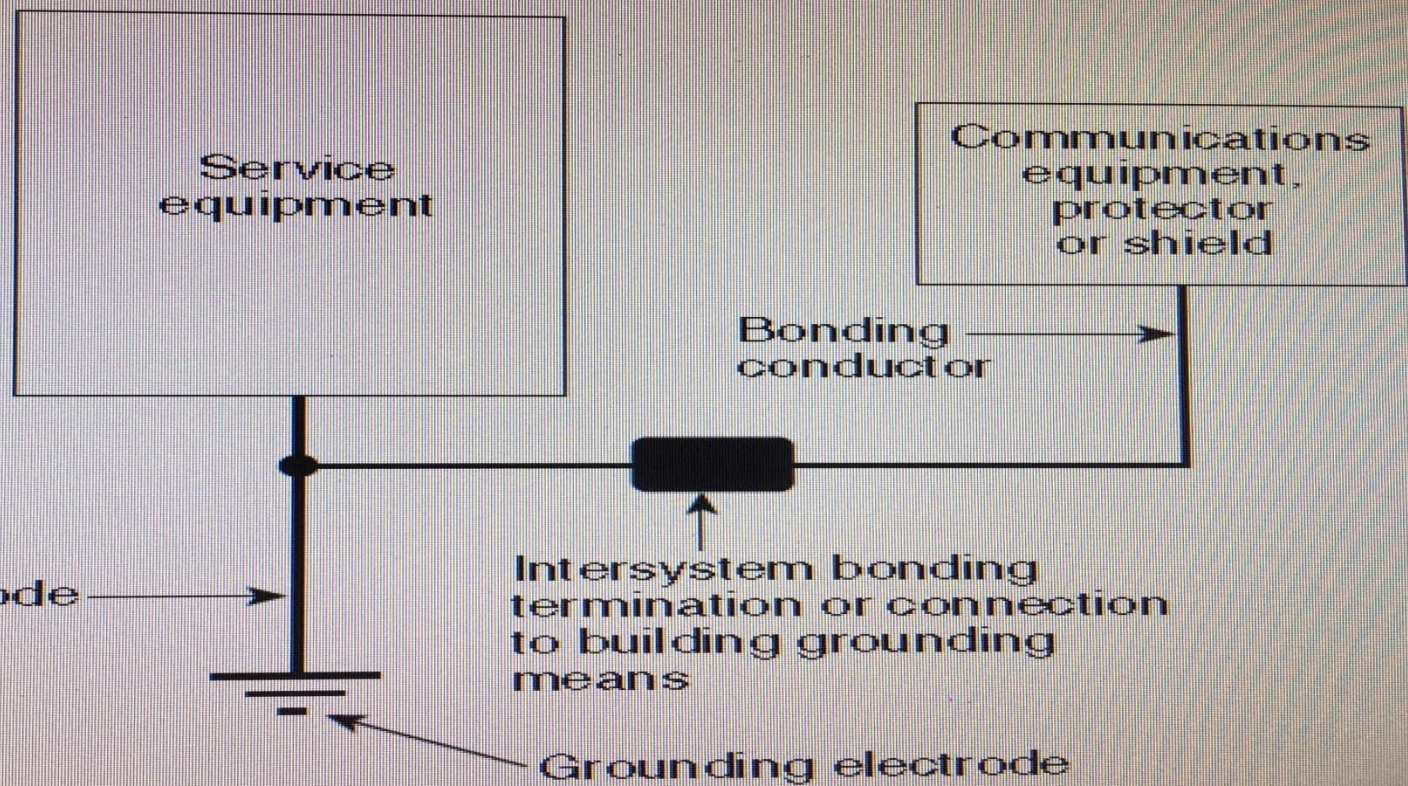 Service
equipment
Communications
equipment,
protector
or shield
Bonding
conductor
ode
Intersystem bonding
termination or connection
to building grounding
means
Grounding electrode